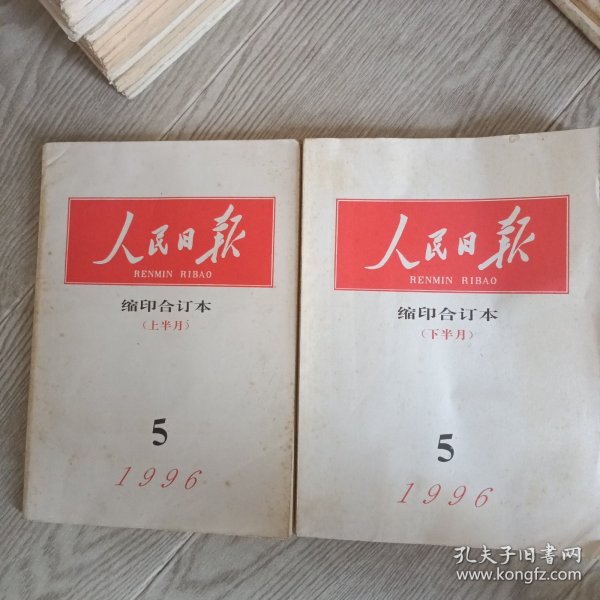 人民日报
RENMIN RIBAO
缩印合订本
(上半月)
5
1996
人民日报
RENMIN RIBAO
缩印合订本
(下半月)
5
1996
孔夫子旧书网
www.kongfz.com